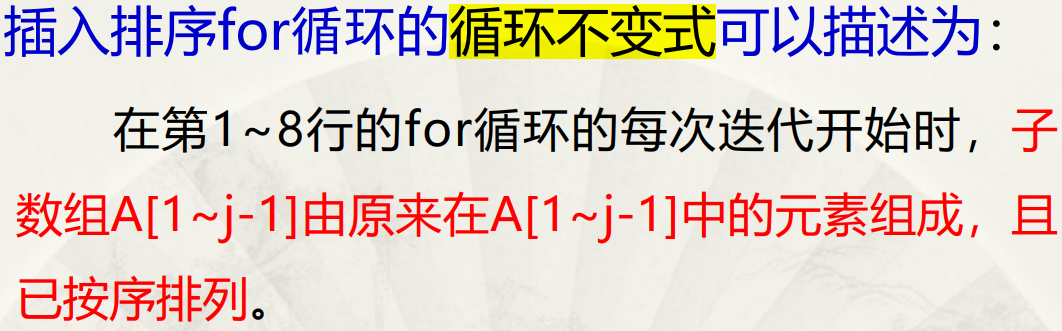 插入排序for循环的循环不变式可以描述为：
在第1~8行的for循环的每次迭代开始时，子
数组A[1~j-1]由原来在A[1~j-1]中的元素组成，且
已按序排列。